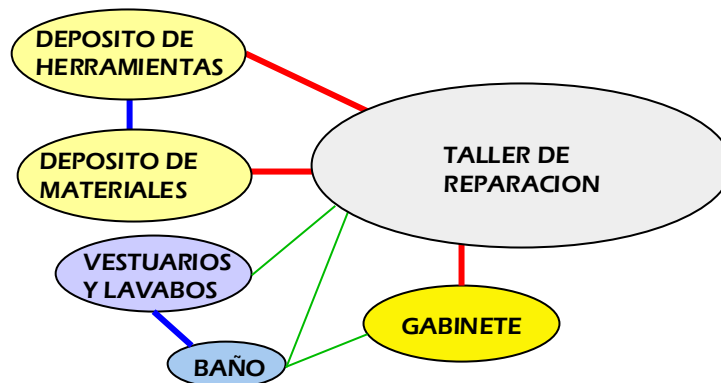 DEPOSITO DE
HERRAMIENTAS
DEPOSITO DE
MATERIALES
TALLER DE
REPARACION
VESTUARIOS
Y LAVABOS
GABINETE
BAÑO